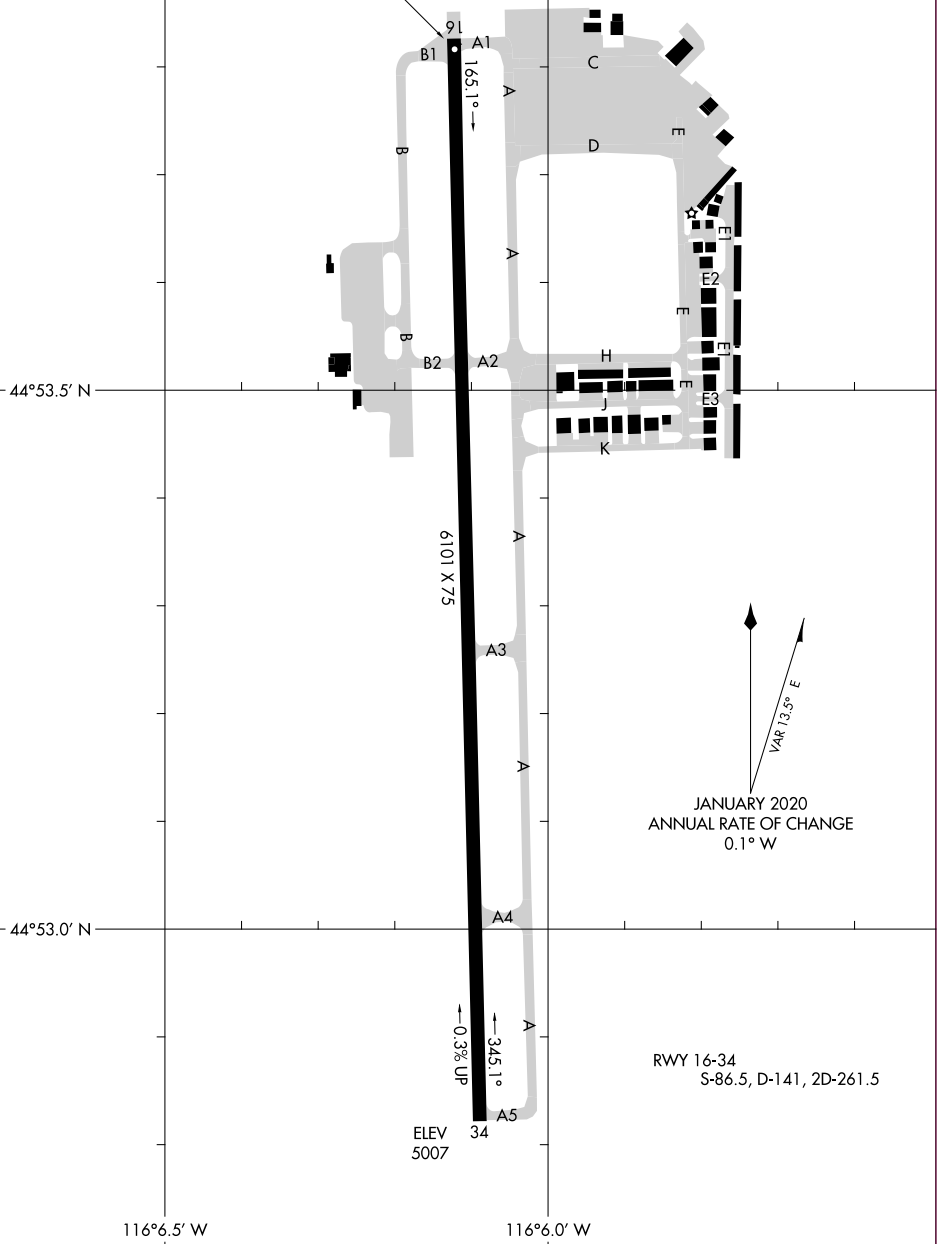 16
A1
B1
C
165.1°
A
E
D
B
A
E1
E2
E
B
E1
B2
A2
H
44°53.5' N
E
E3
J
K
6101 X 75
A
A3
VAR 13.5° E
A
JANUARY 2020
ANNUAL RATE OF CHANGE
0.1° W
A4
44°53.0' N
A
0.3% UP
345.1°
RWY 16-34
S-86.5, D-141, 2D-261.5
A5
ELEV
5007
34
116°6.5' W
116°6.0' W